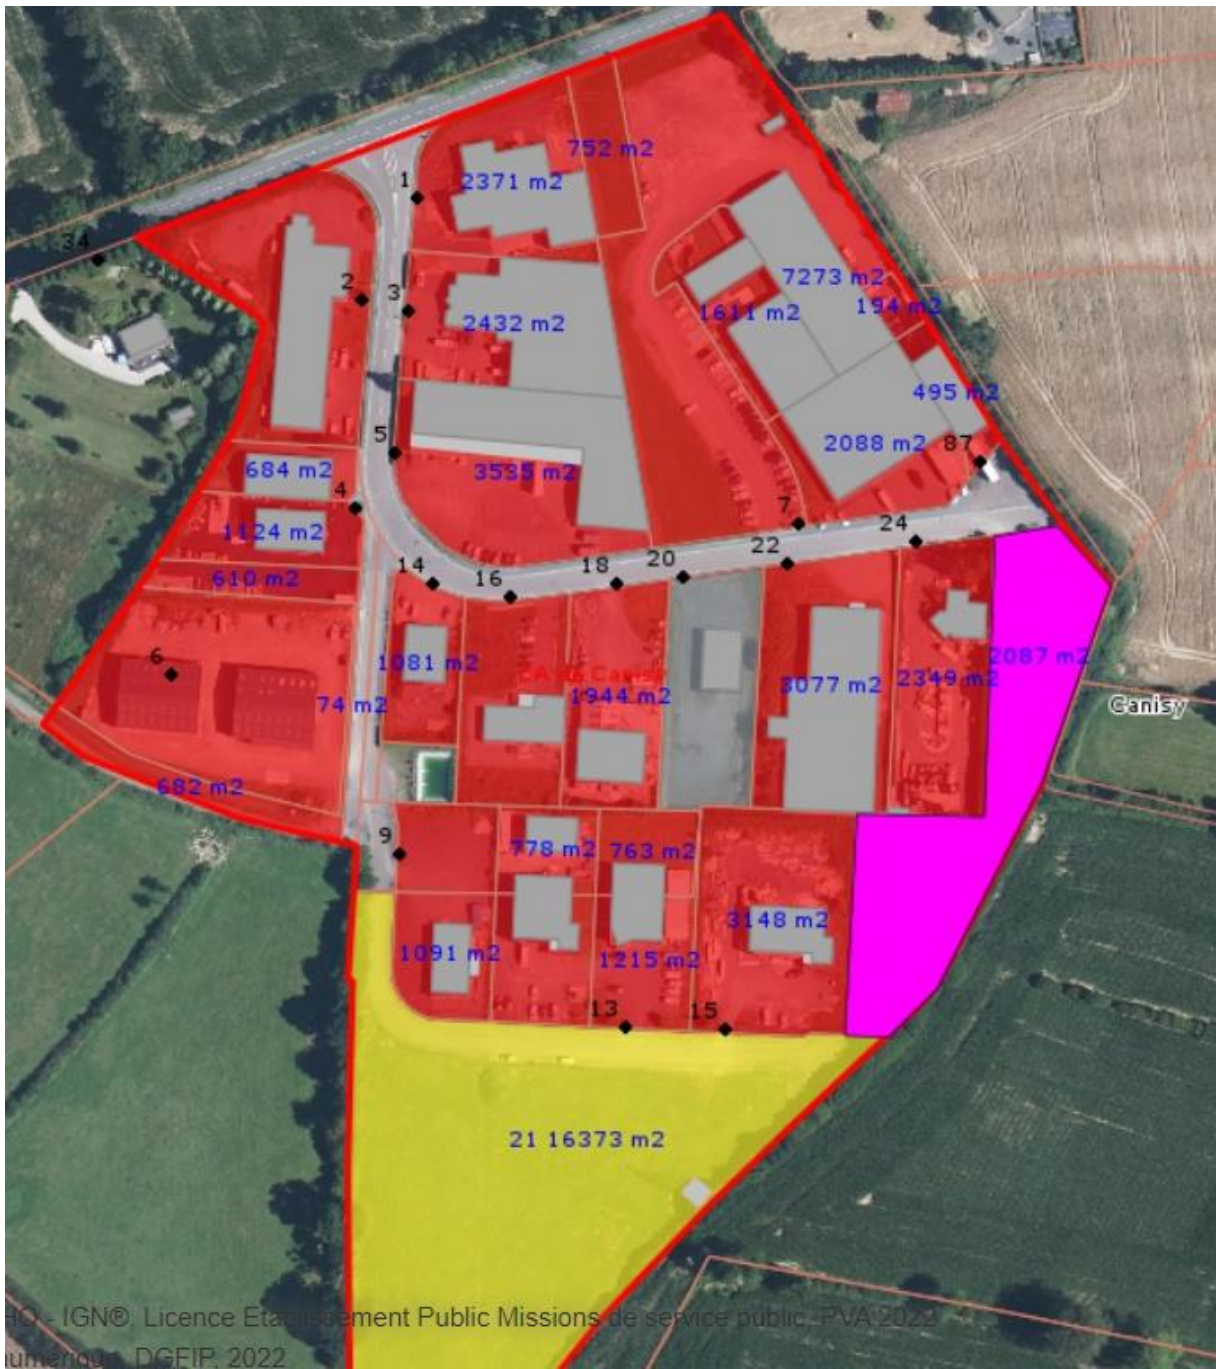 752 m2
1
2371 m2
34
2
3
7273 m2
194 m2
1611 m2
2432 m2
495 m2
5
2088 m2
87
684 m2
3535 m2
4
7
24
1124 m2
22
20
610 m2
14
16
18
6
1081 m2
Canisy
1944 m2
3077 m2
2349 m2
2087 m2
74 m2
Canisy
682 m2
9
778 m2
763 m2
1091 m2
1215 m2
3148 m2
13
15
21 16373 m2
- IGN®, Licence Etablissement Public Missions de service public, PVA 2022
DGFIP, 2022